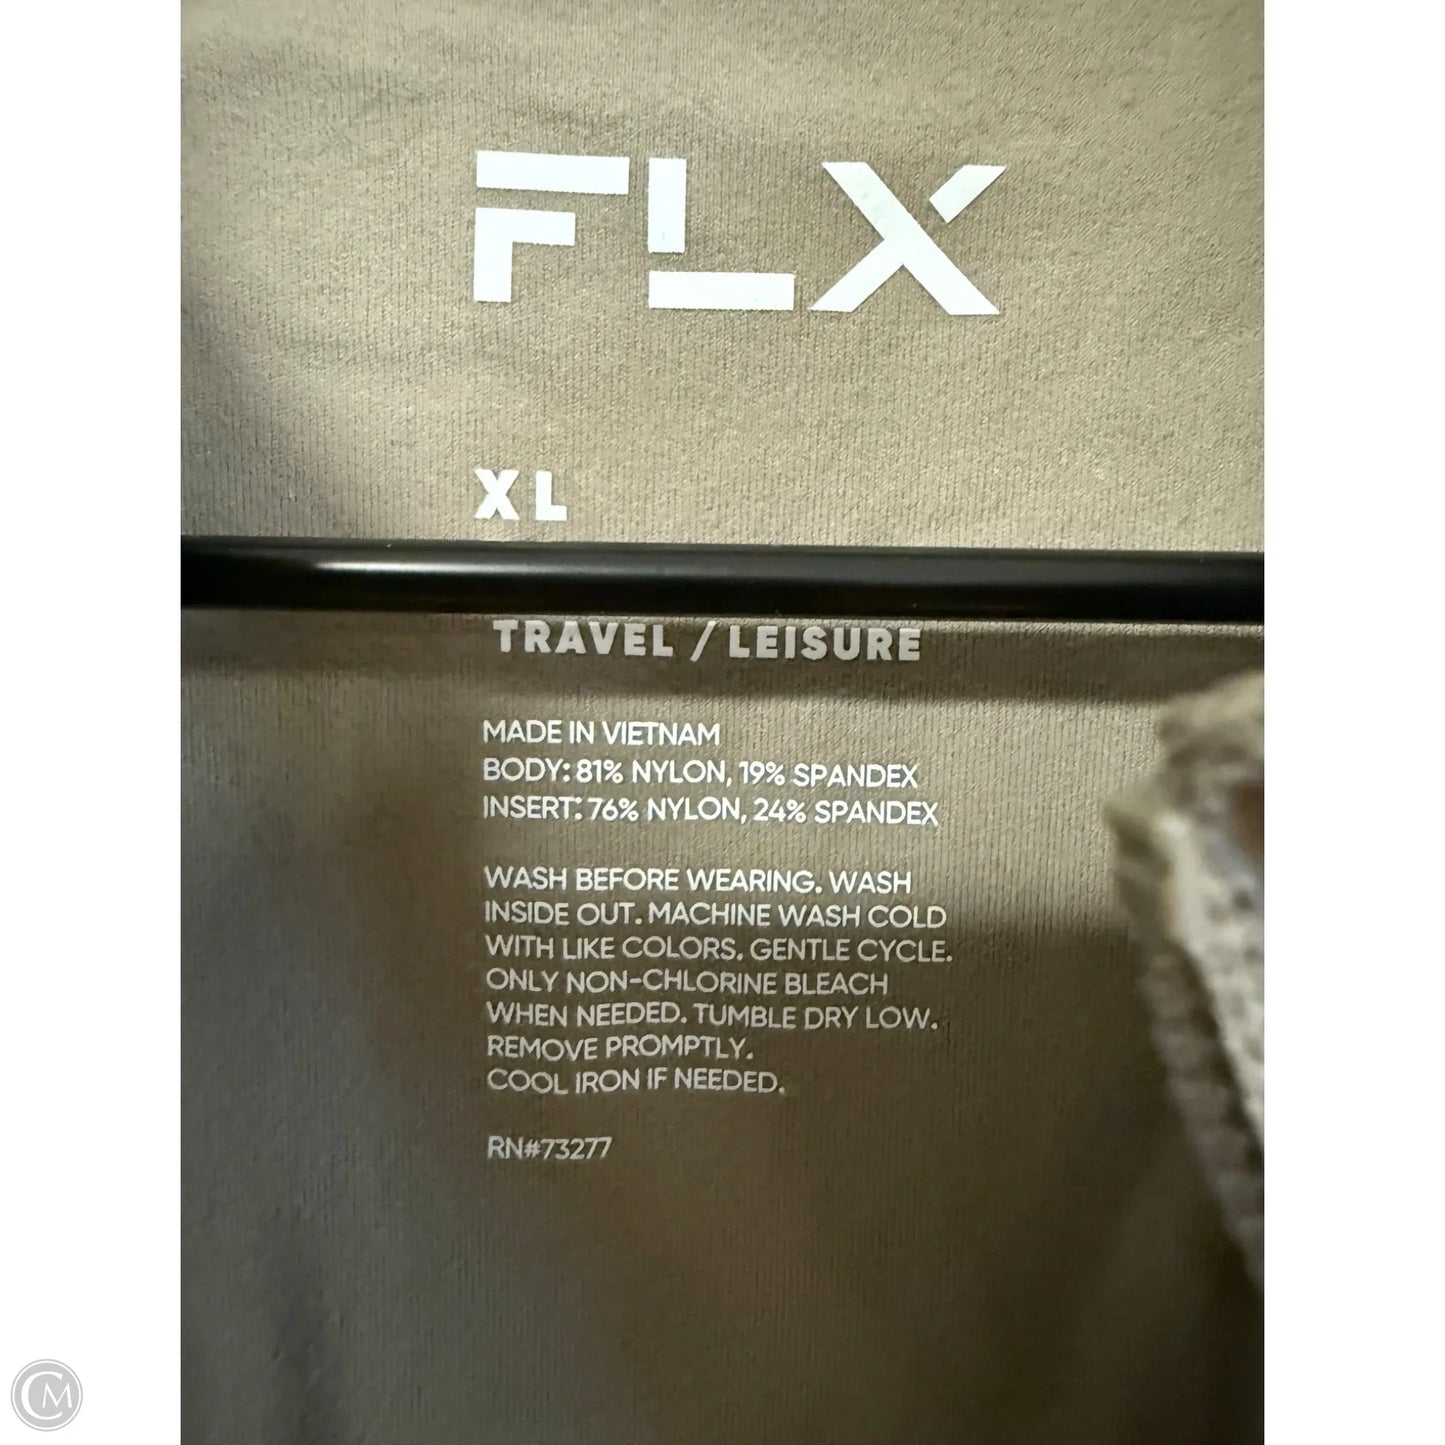 FLX
XL
TRAVEL / LEISURE
MADE IN VIETNAM
BODY: 81% NYLON, 19% SPANDEX
INSERT: 76% NYLON, 24% SPANDEX
WASH BEFORE WEARING. WASH
INSIDE OUT. MACHINE WASH COLD
WITH LIKE COLORS. GENTLE CYCLE.
ONLY NON-CHLORINE BLEACH
WHEN NEEDED. TUMBLE DRY LOW.
REMOVE PROMPTLY.
COOL IRON IF NEEDED.
RN#73277
CM